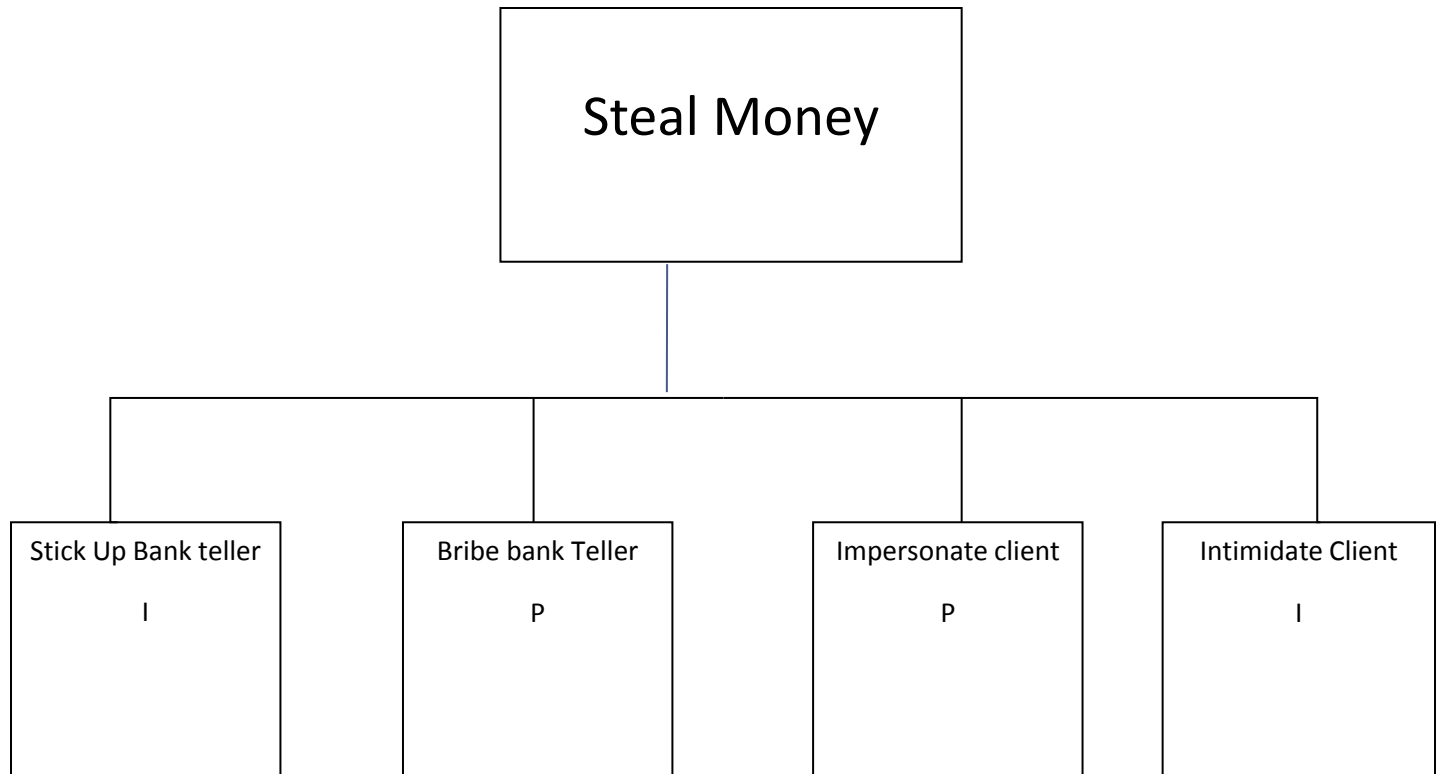 Steal Money
Stick Up Bank teller
I
Bribe bank Teller
P
Impersonate client
P
Intimidate Client
I